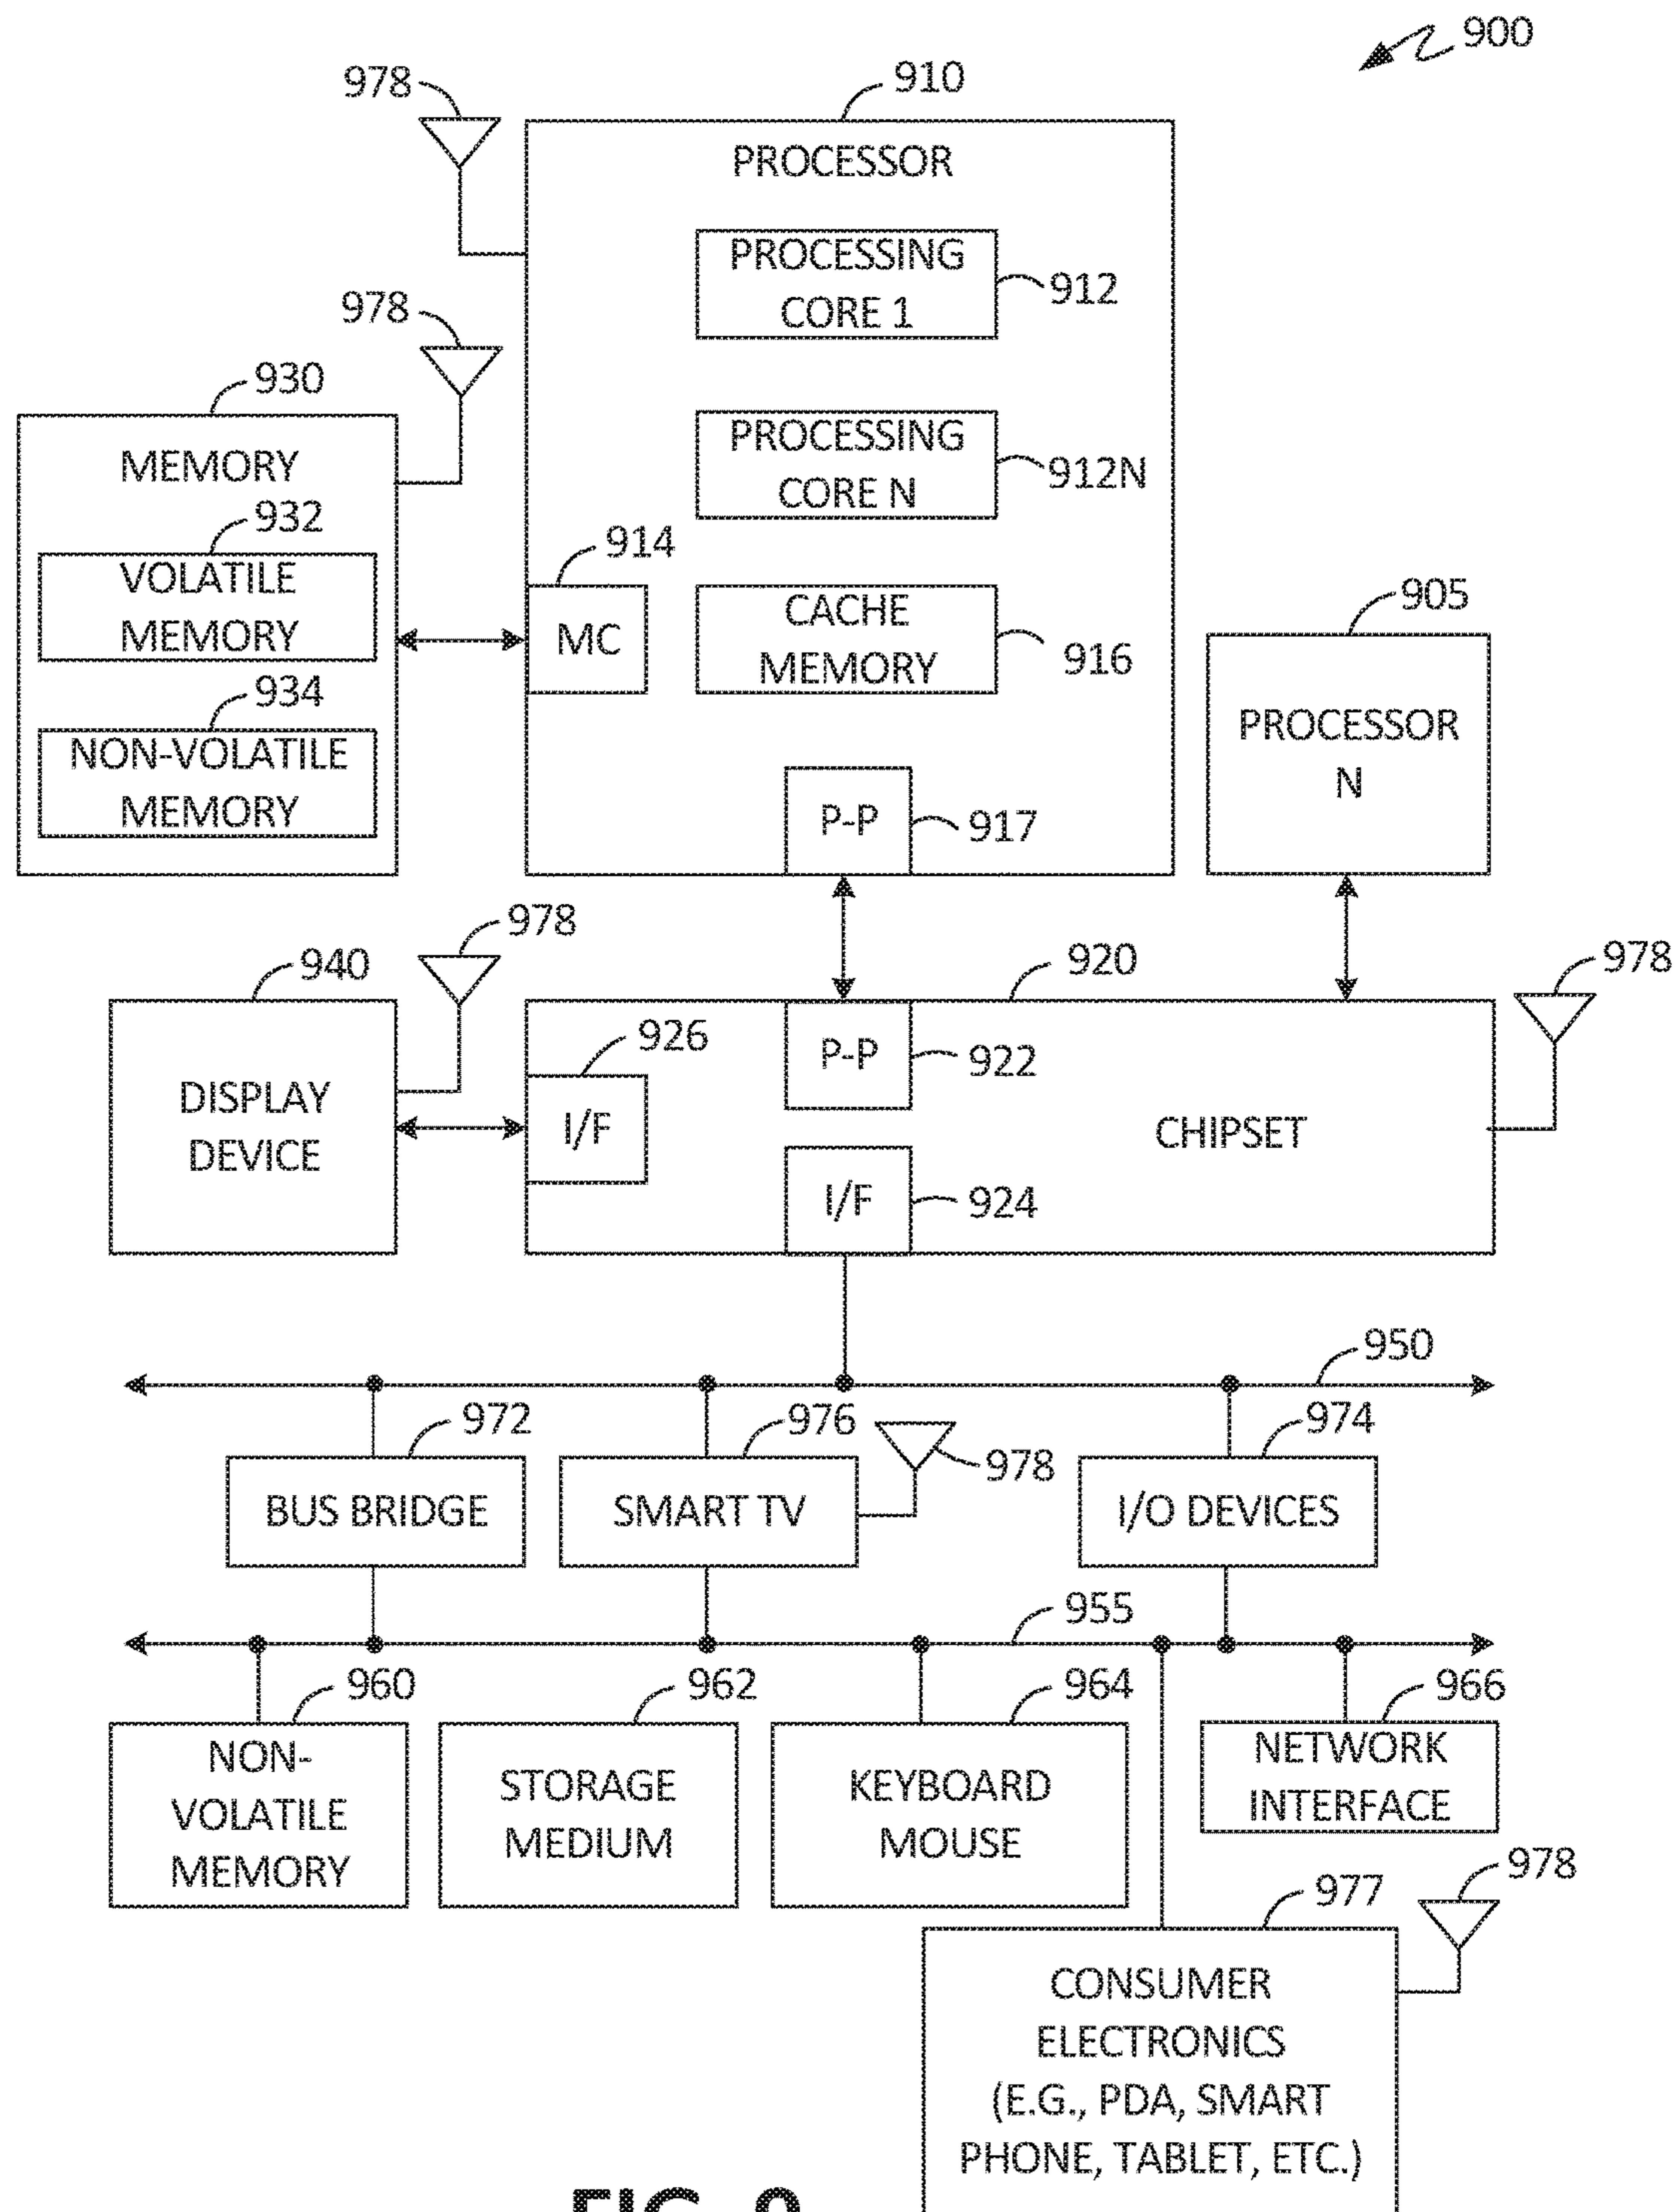 900
978
910
PROCESSOR
PROCESSING
CORE 1
912
978
930
MEMORY
PROCESSING
CORE N
912N
932
VOLATILE
MEMORY
914
MC
CACHE
MEMORY
916
905
PROCESSOR
N
934
NON-VOLATILE
MEMORY
P-P
917
978
940
DISPLAY
DEVICE
920
978
926
I/F
P-P
922
CHIPSET
I/F
924
950
972
BUS BRIDGE
976
SMART TV
978
974
I/O DEVICES
955
960
NON-
VOLATILE
MEMORY
962
STORAGE
MEDIUM
964
KEYBOARD
MOUSE
966
NETWORK
INTERFACE
977
978
CONSUMER
ELECTRONICS
(E.G., PDA, SMART
PHONE, TABLET, ETC.)
FIG. 9